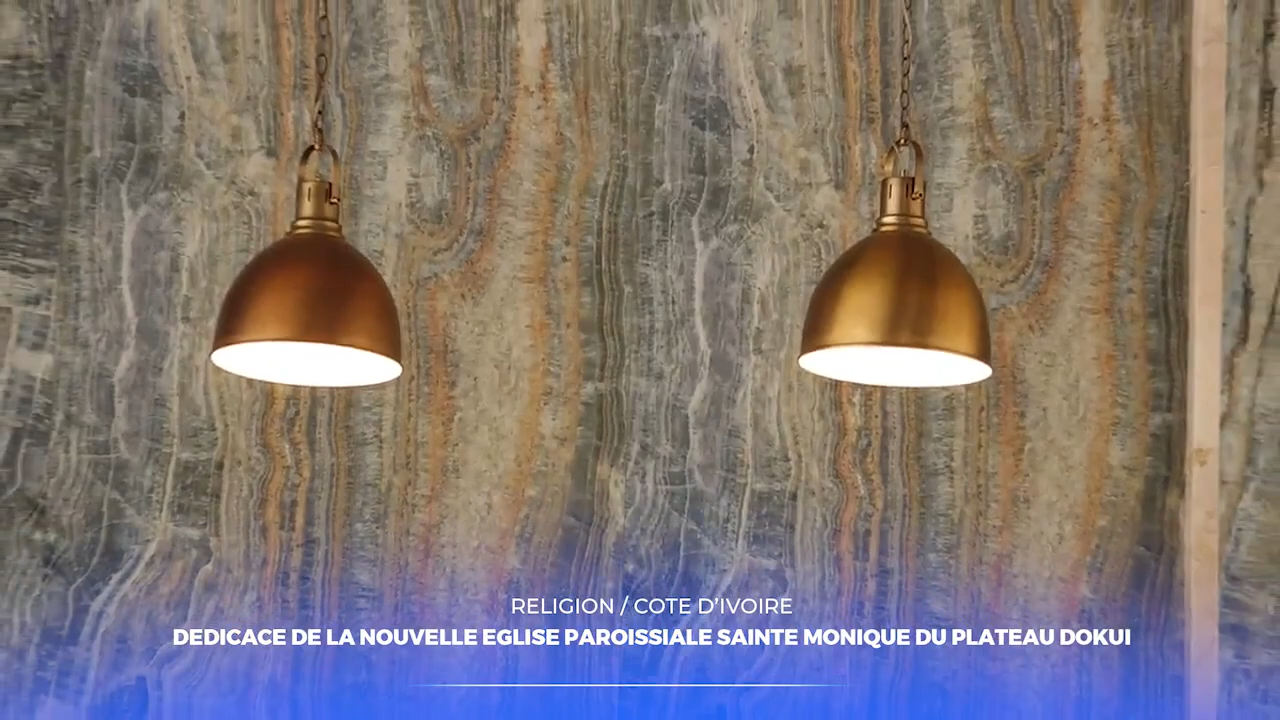 RELIGION / COTE D'IVOIRE
DEDICACE DE LA NOUVELLE EGLISE PAROISSIALE SAINTE MONIQUE DU PLATEAU DOKUI